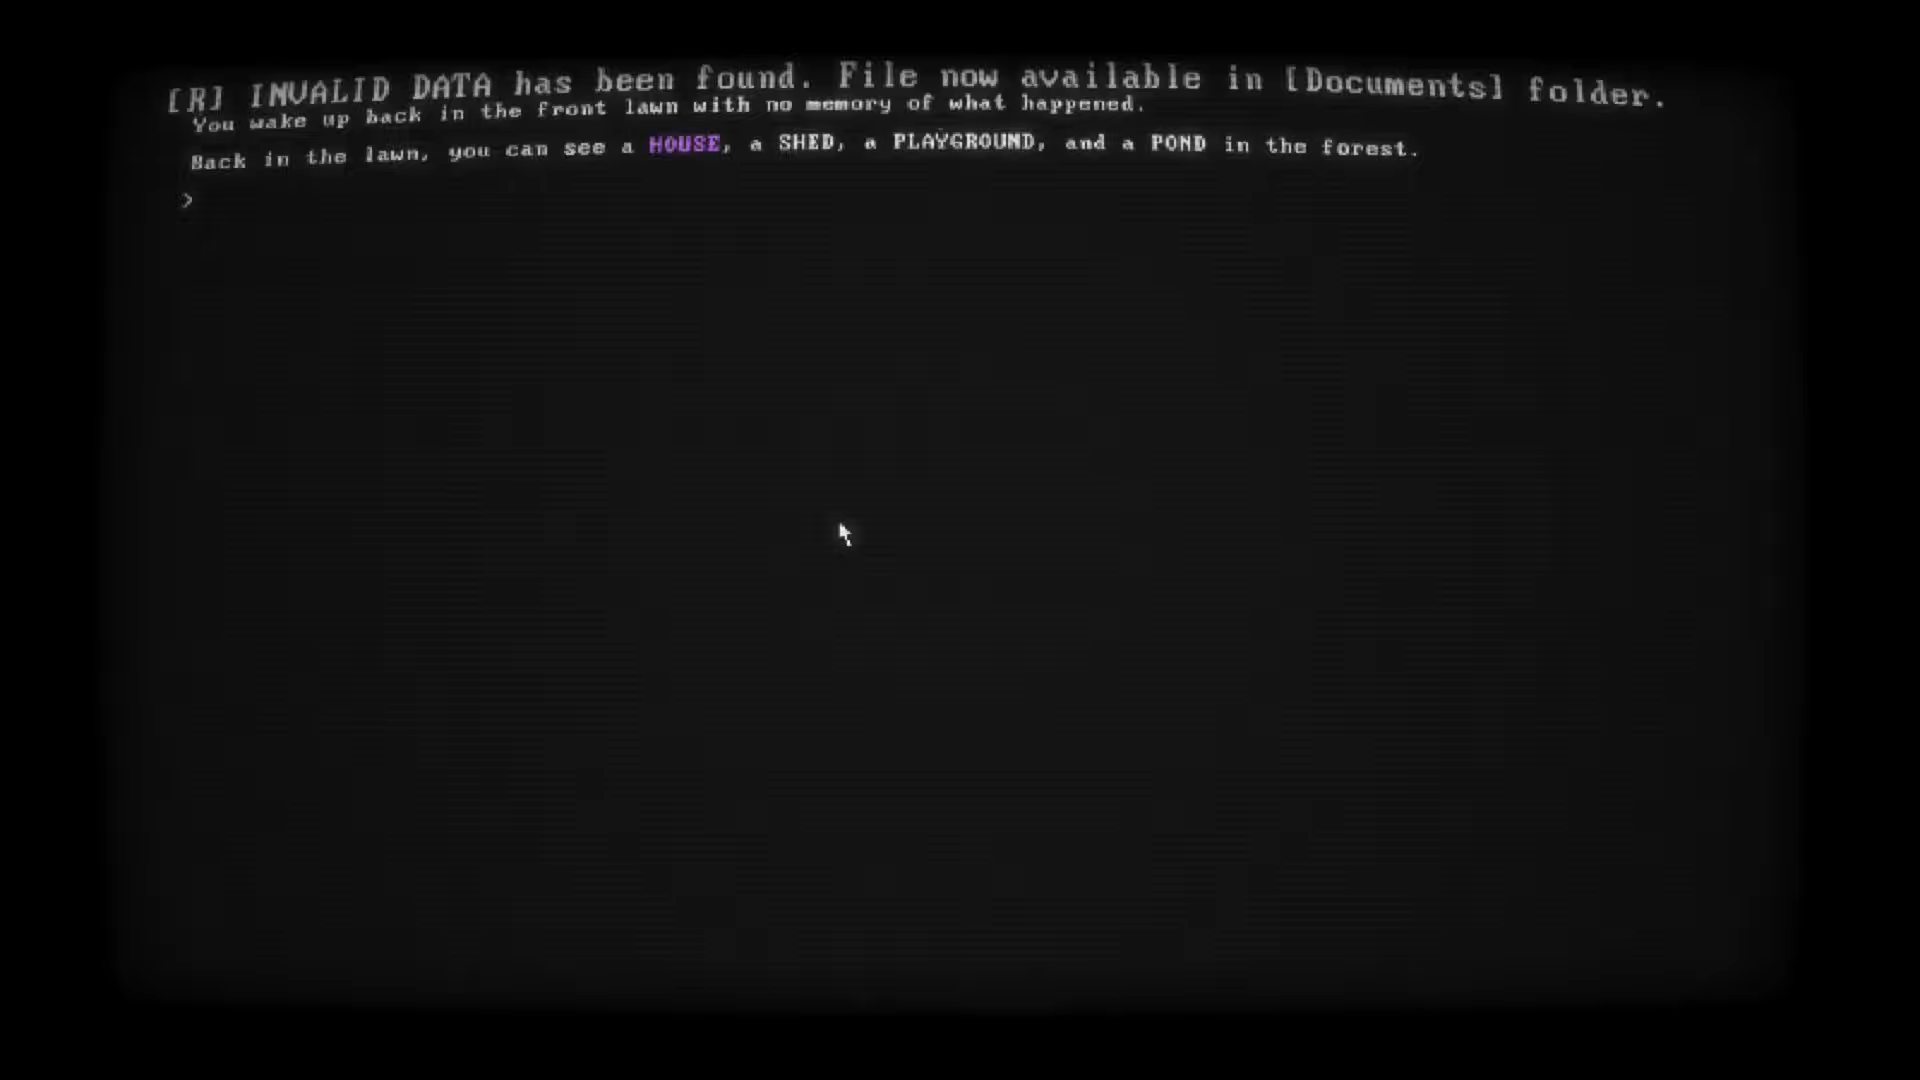 [R] INVALID DATA has been found. File now available in [Documents] folder.
You wake up back in the front lawn with no memory of what happened.
Back in the lawn, you can see a HOUSE, a SHED, a PLAYGROUND, and a POND in the forest.
>